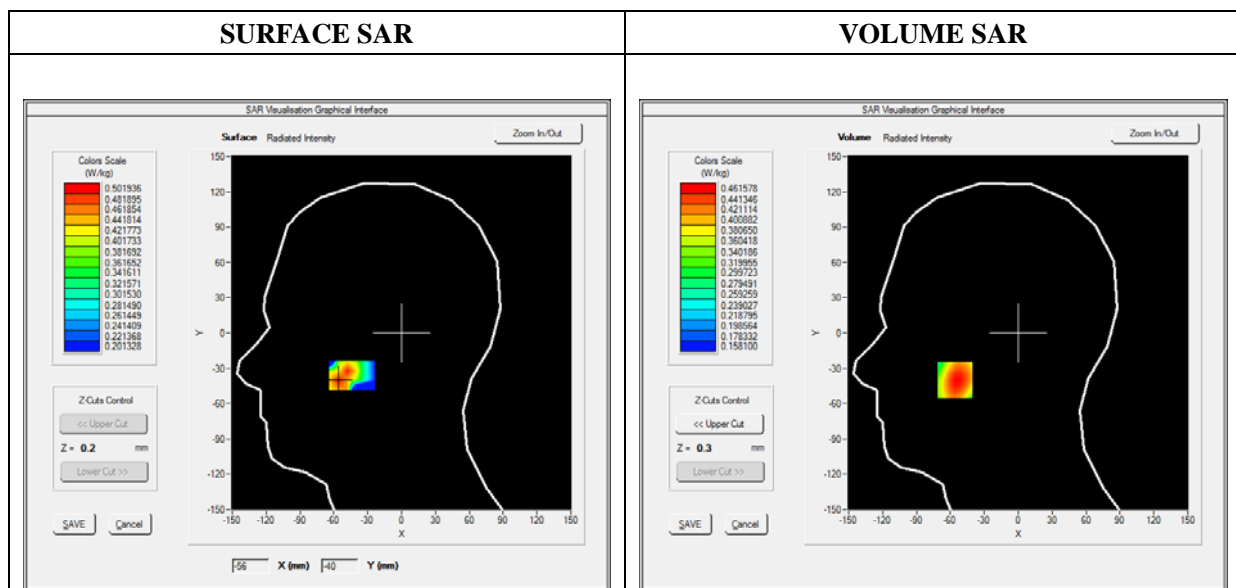 SURFACE SAR
VOLUME SAR
SAR Visualisation Graphical Interface
Surface Radiated Intensity
Zoom In/Out
Colors Scale
(W/kg)
0.501936
0.481895
0.461854
0.441814
0.421773
0.401733
0.381692
0.361652
0.341611
0.321571
0.301530
0.281490
0.261449
0.241409
0.221368
0.201328
Z-Cuts Control
<< Upper Cut
Z = 0.2 mm
Lower Cut >>
SAVE Cancel
150
120
90
60
30
0
-30
-60
-90
-120
-150
Y
-150 -120 -90 -60 -30 0 30 60 90 120 150
X
-56 X (mm) -40 Y (mm)
SAR Visualisation Graphical Interface
Volume Radiated Intensity
Zoom In/Out
Colors Scale
(W/kg)
0.461578
0.441346
0.421114
0.400882
0.380650
0.360418
0.340186
0.319955
0.299723
0.279491
0.259259
0.239027
0.218795
0.198564
0.178332
0.158100
Z-Cuts Control
<< Upper Cut
Z = 0.3 mm
Lower Cut >>
SAVE Cancel
150
120
90
60
30
0
-30
-60
-90
-120
-150
Y
-150 -120 -90 -60 -30 0 30 60 90 120 150
X